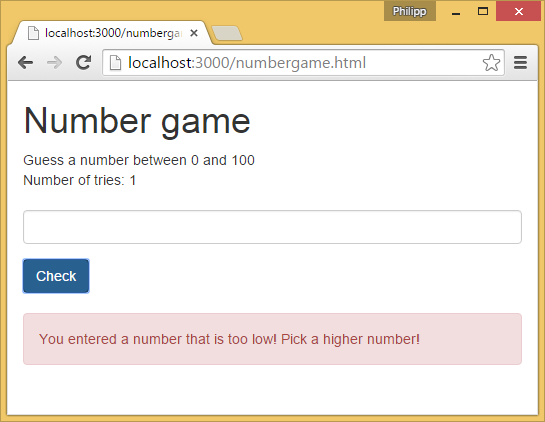 Philipp
localhost:3000/numberga
localhost:3000/numbergame.html
Number game
Guess a number between 0 and 100
Number of tries: 1
Check
You entered a number that is too low! Pick a higher number!